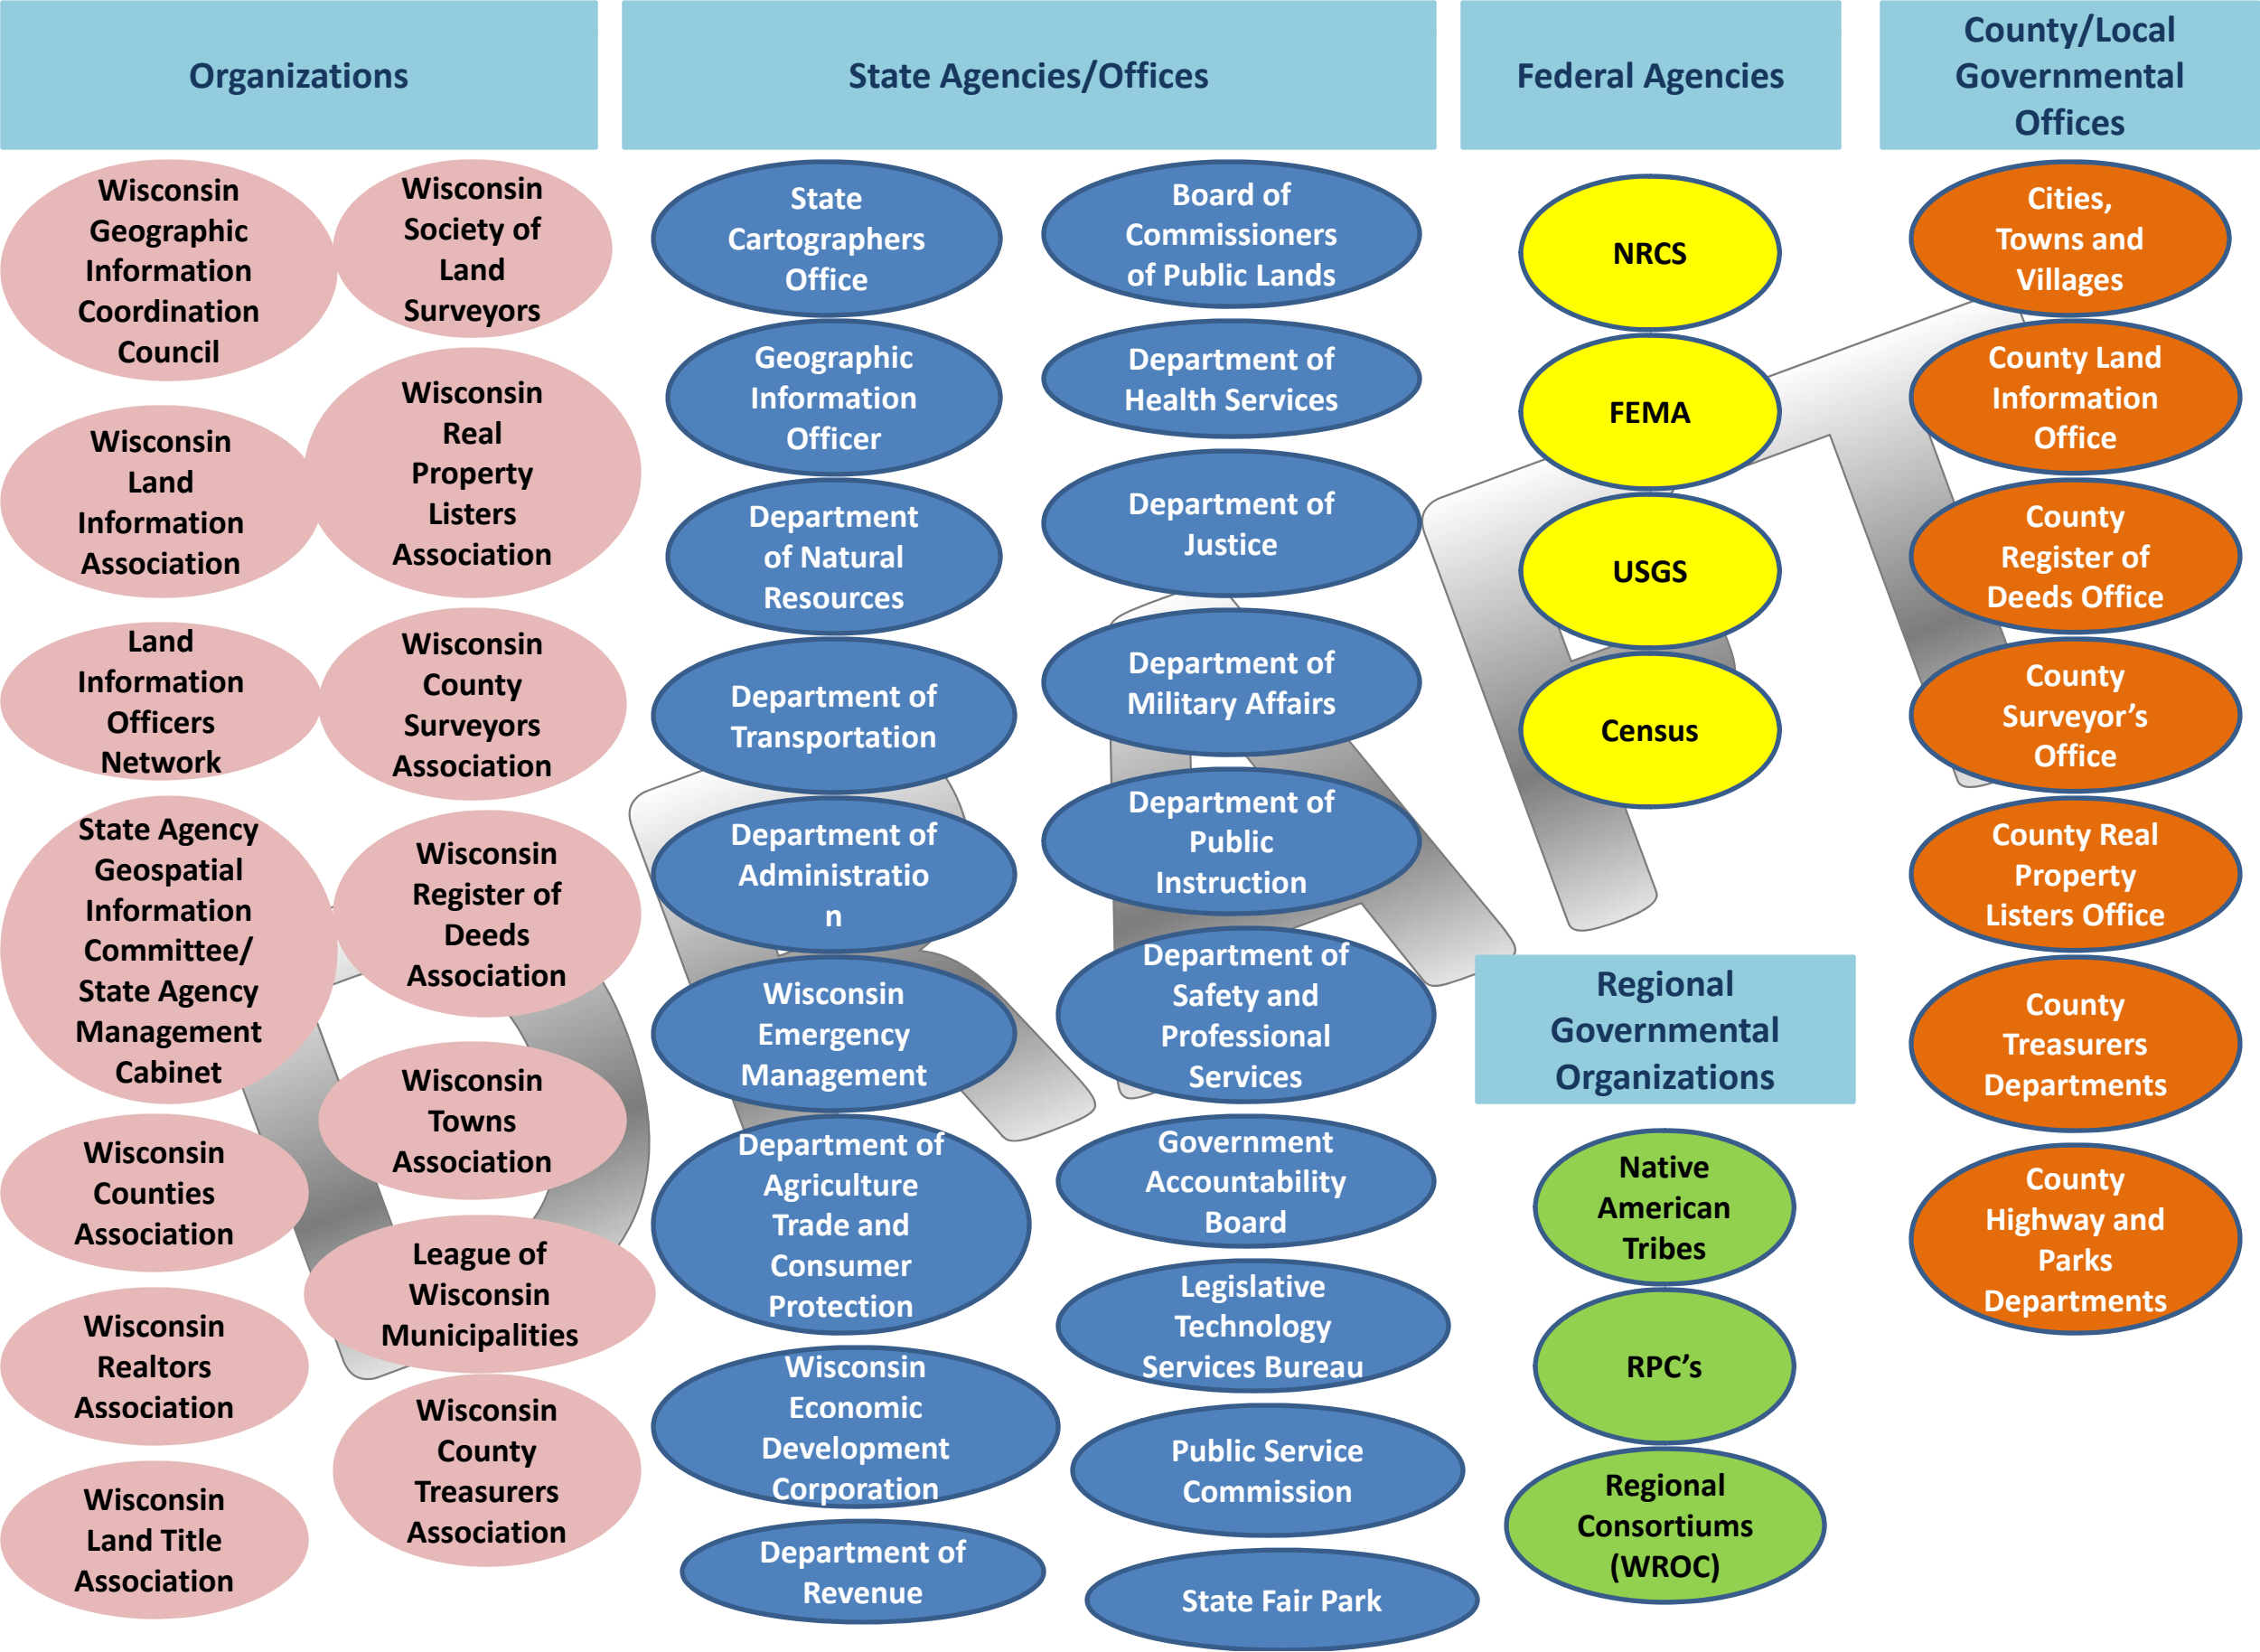 Organizations
Wisconsin
Geographic
Information
Coordination
Council
Wisconsin
Land
Information
Association
Land
Information
Officers
Network
State Agency
Geospatial
Information
Committee/
State Agency
Management
Cabinet
Wisconsin
Counties
Association
Wisconsin
Realtors
Association
Wisconsin
Land Title
Association
Wisconsin
Society of
Land
Surveyors
Wisconsin
Real
Property
Listers
Association
Wisconsin
County
Surveyors
Association
Wisconsin
Register of
Deeds
Association
Wisconsin
Towns
Association
League of
Wisconsin
Municipalities
Wisconsin
County
Treasurers
Association
State Agencies/Offices
State
Cartographers
Office
Geographic
Information
Officer
Department
of Natural
Resources
Department of
Transportation
Department of
Administratio
n
Wisconsin
Emergency
Management
Department of
Agriculture
Trade and
Consumer
Protection
Wisconsin
Economic
Development
Corporation
Department of
Revenue
Board of
Commissioners
of Public Lands
Department of
Health Services
Department of
Justice
Department of
Military Affairs
Department of
Public
Instruction
Department of
Safety and
Professional
Services
Government
Accountability
Board
Legislative
Technology
Services Bureau
Public Service
Commission
State Fair Park
Federal Agencies
NRCS
FEMA
USGS
Census
Regional
Governmental
Organizations
Native
American
Tribes
RPC's
Regional
Consortiums
(WROC)
County/Local
Governmental
Offices
Cities,
Towns and
Villages
County Land
Information
Office
County
Register of
Deeds Office
County
Surveyor's
Office
County Real
Property
Listers Office
County
Treasurers
Departments
County
Highway and
Parks
Departments
DRAFT